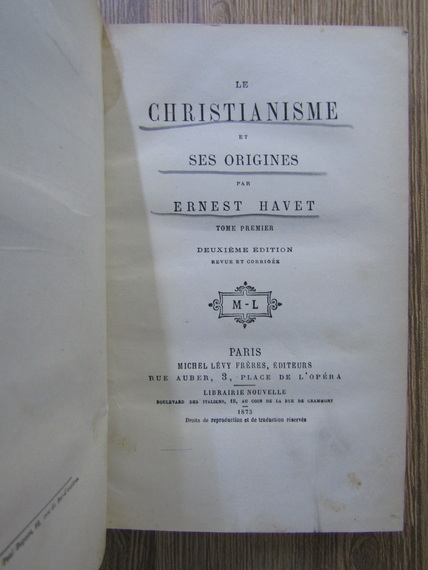 LE
CHRISTIANISME
ET
SES ORIGINES
PAR
ERNEST HAVET
TOME PREMIER
DEUXIÈME ÉDITION
REVUE ET CORRIGÉE
M-L
PARIS
MICHEL LÉVY FRÈRES, ÉDITEURS
RUE AUBER, 3, PLACE DE L'OPÉRA
LIBRAIRIE NOUVELLE
BOULEVARD DES ITALIENS, 15, AU COIN DE LA RUE DE GRAMMONT
1873
Droits de reproduction et de traduction réservés